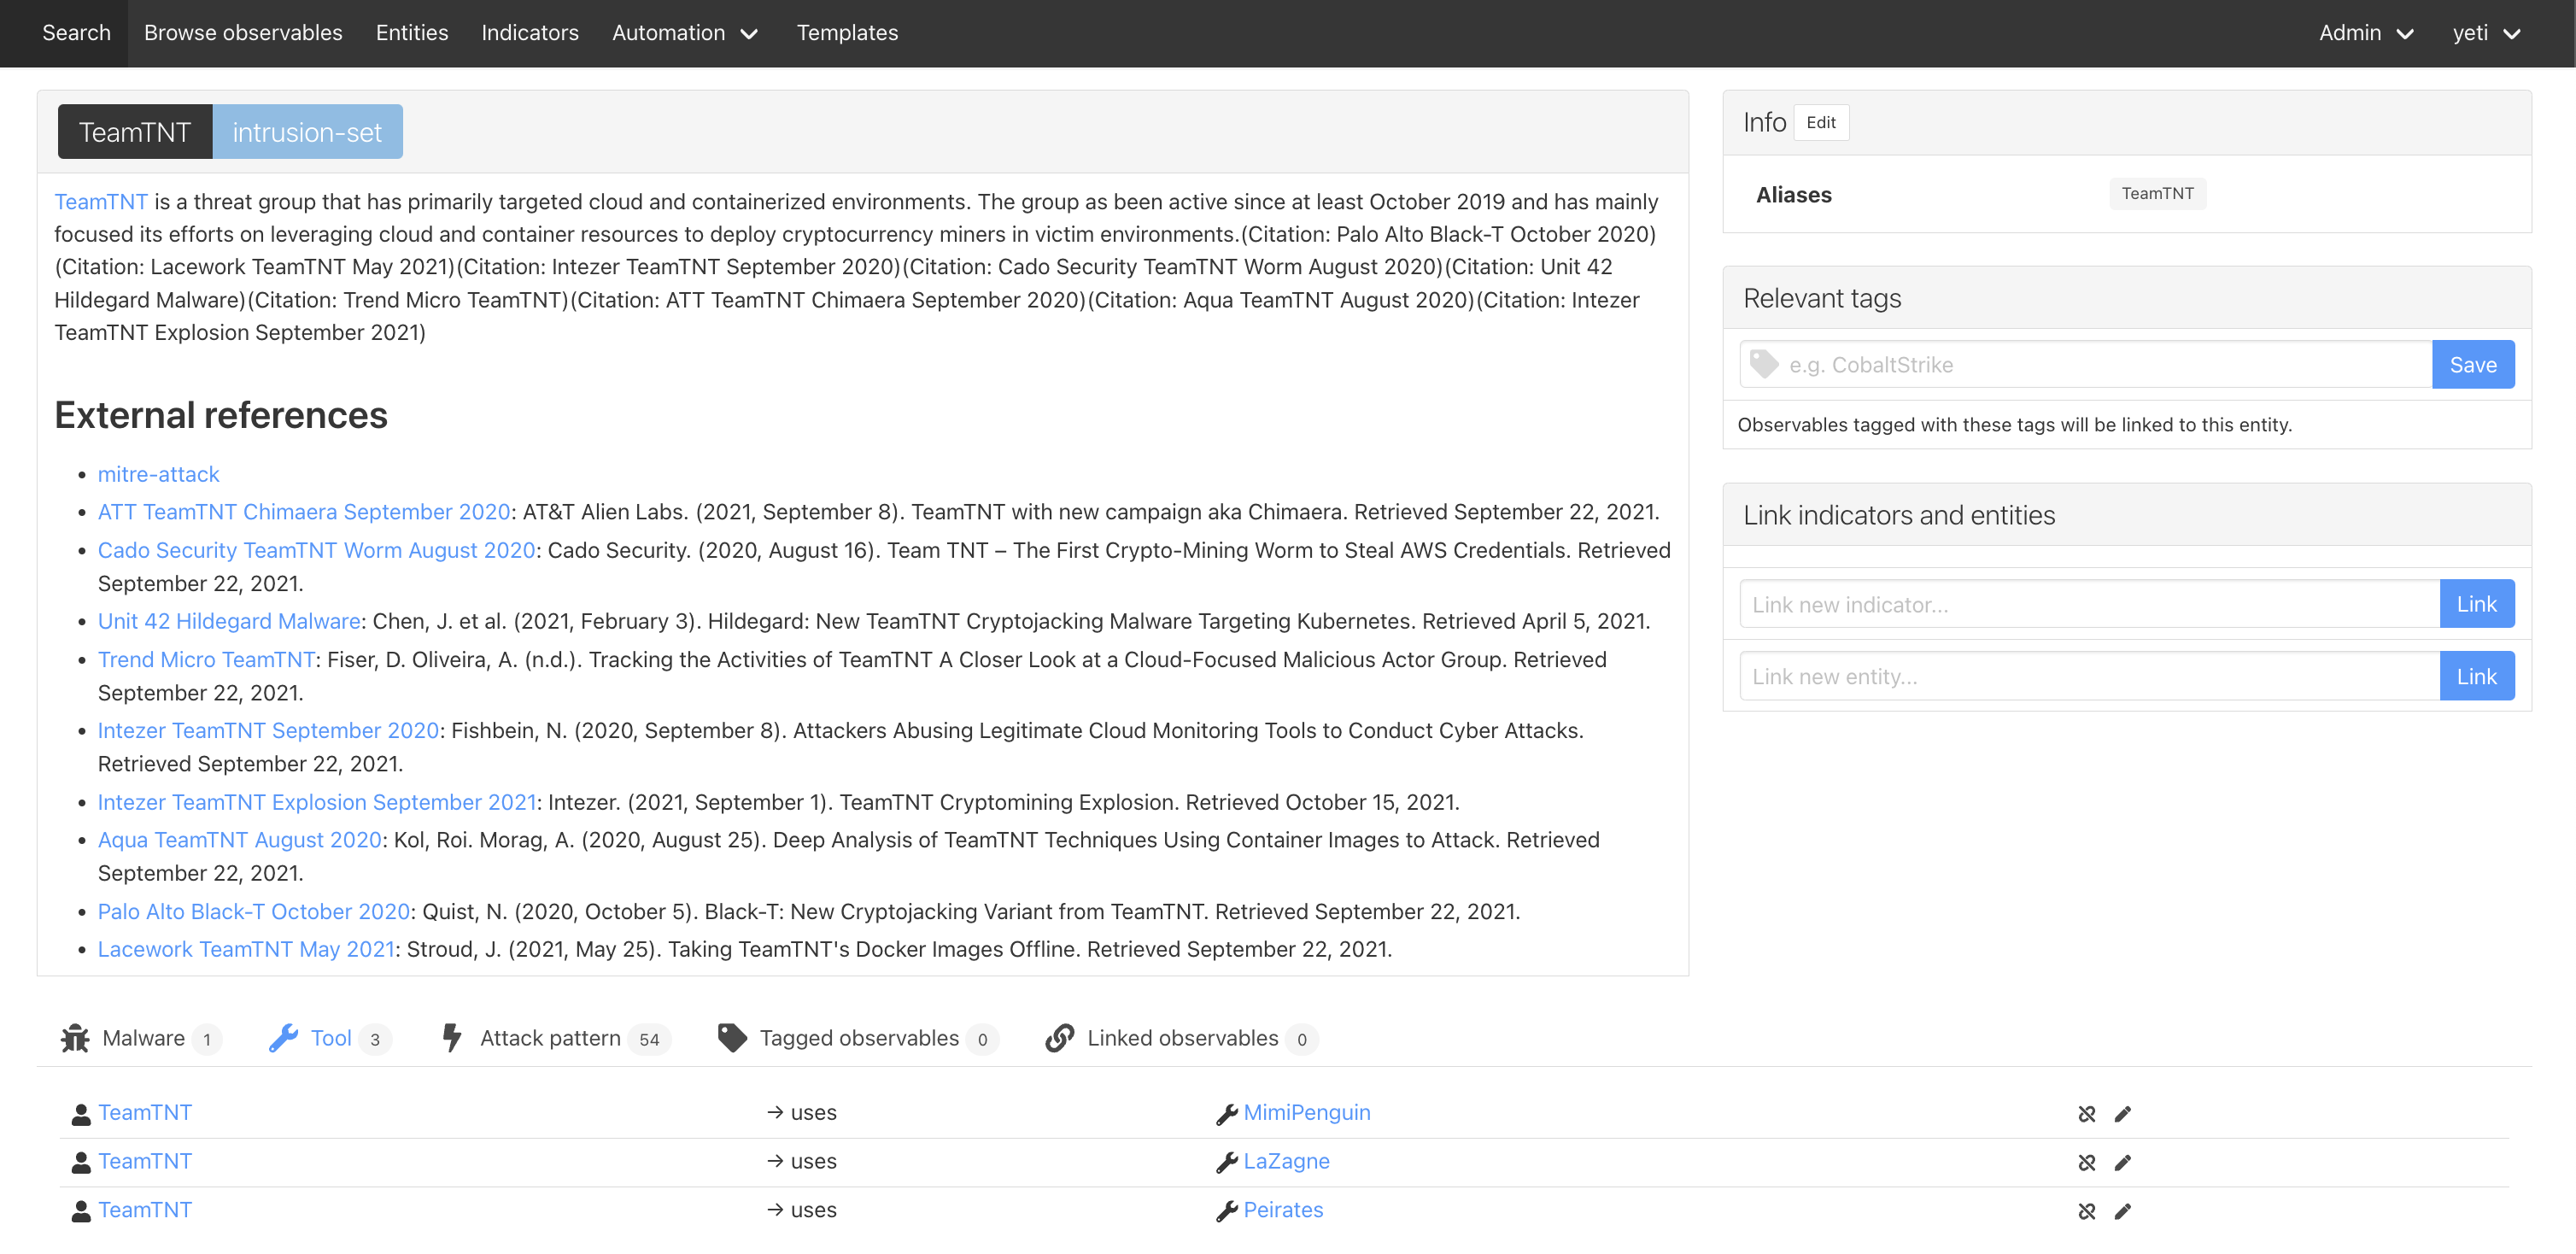 Search Browse observables Entities Indicators Automation Templates Admin yeti
TeamTNT intrusion-set
TeamTNT is a threat group that has primarily targeted cloud and containerized environments. The group as been active since at least October 2019 and has mainly
focused its efforts on leveraging cloud and container resources to deploy cryptocurrency miners in victim environments.(Citation: Palo Alto Black-T October 2020)
(Citation: Lacework TeamTNT May 2021)(Citation: Intezer TeamTNT September 2020)(Citation: Cado Security TeamTNT Worm August 2020)(Citation: Unit 42
Hildegard Malware)(Citation: Trend Micro TeamTNT)(Citation: ATT TeamTNT Chimaera September 2020)(Citation: Aqua TeamTNT August 2020)(Citation: Intezer
TeamTNT Explosion September 2021)
External references
• mitre-attack
• ATT TeamTNT Chimaera September 2020: AT&T Alien Labs. (2021, September 8). TeamTNT with new campaign aka Chimaera. Retrieved September 22, 2021.
• Cado Security TeamTNT Worm August 2020: Cado Security. (2020, August 16). Team TNT – The First Crypto-Mining Worm to Steal AWS Credentials. Retrieved
September 22, 2021.
• Unit 42 Hildegard Malware: Chen, J. et al. (2021, February 3). Hildegard: New TeamTNT Cryptojacking Malware Targeting Kubernetes. Retrieved April 5, 2021.
• Trend Micro TeamTNT: Fiser, D. Oliveira, A. (n.d.). Tracking the Activities of TeamTNT A Closer Look at a Cloud-Focused Malicious Actor Group. Retrieved
September 22, 2021.
• Intezer TeamTNT September 2020: Fishbein, N. (2020, September 8). Attackers Abusing Legitimate Cloud Monitoring Tools to Conduct Cyber Attacks.
Retrieved September 22, 2021.
• Intezer TeamTNT Explosion September 2021: Intezer. (2021, September 1). TeamTNT Cryptomining Explosion. Retrieved October 15, 2021.
• Aqua TeamTNT August 2020: Kol, Roi. Morag, A. (2020, August 25). Deep Analysis of TeamTNT Techniques Using Container Images to Attack. Retrieved
September 22, 2021.
• Palo Alto Black-T October 2020: Quist, N. (2020, October 5). Black-T: New Cryptojacking Variant from TeamTNT. Retrieved September 22, 2021.
• Lacework TeamTNT May 2021: Stroud, J. (2021, May 25). Taking TeamTNT's Docker Images Offline. Retrieved September 22, 2021.
Info Edit
Aliases TeamTNT
Relevant tags
e.g. CobaltStrike Save
Observables tagged with these tags will be linked to this entity.
Link indicators and entities
Link new indicator... Link
Link new entity... Link
Malware 1 Tool 3 Attack pattern 54 Tagged observables 0 Linked observables 0
TeamTNT → uses MimiPenguin
TeamTNT → uses LaZagne
TeamTNT → uses Peirates